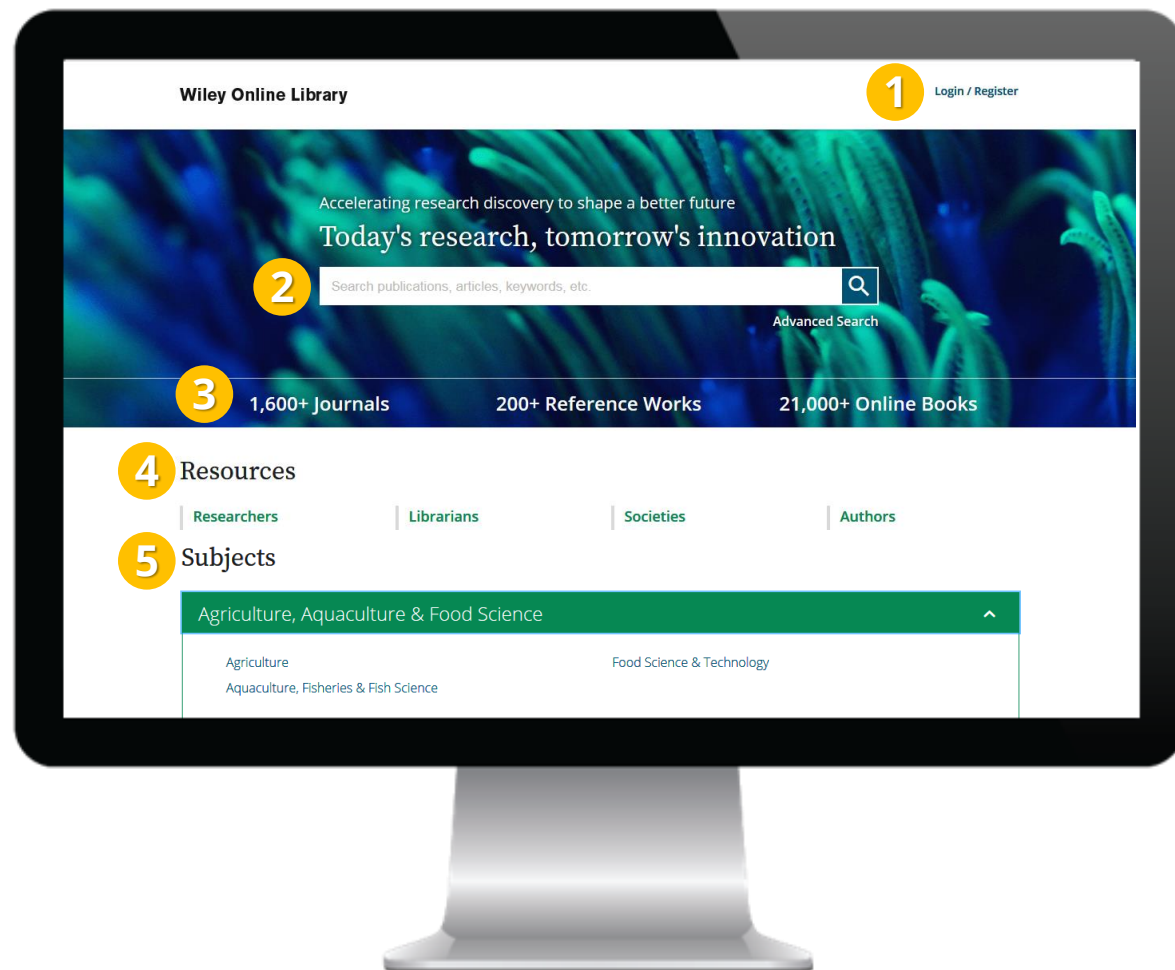 Wiley Online Library
1
Login / Register
Accelerating research discovery to shape a better future
Today's research, tomorrow's innovation
2
Search publications, articles, keywords, etc.
Advanced Search
3
1,600+ Journals 200+ Reference Works 21,000+ Online Books
4
Resources
Researchers Librarians Societies Authors
5
Subjects
Agriculture, Aquaculture & Food Science
Agriculture Food Science & Technology
Aquaculture, Fisheries & Fish Science